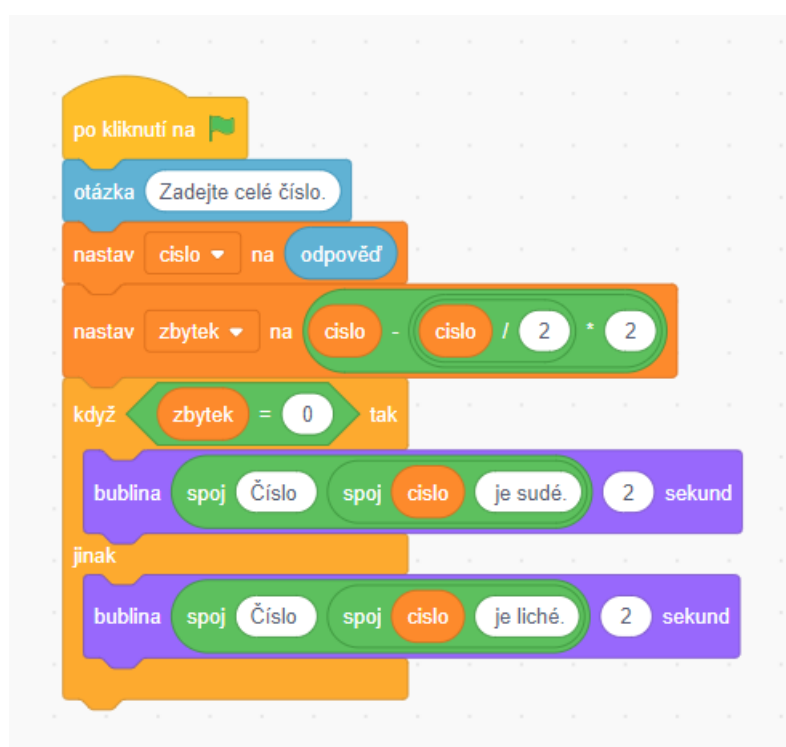 po kliknutí na
otázka Zadejte celé číslo.
nastav cislo na odpověď
nastav zbytek na cislo - cislo / 2 * 2
když zbytek = 0 tak
bublina spoj Číslo spoj cislo je sudé. 2 sekund
jinak
bublina spoj Číslo spoj cislo je liché. 2 sekund